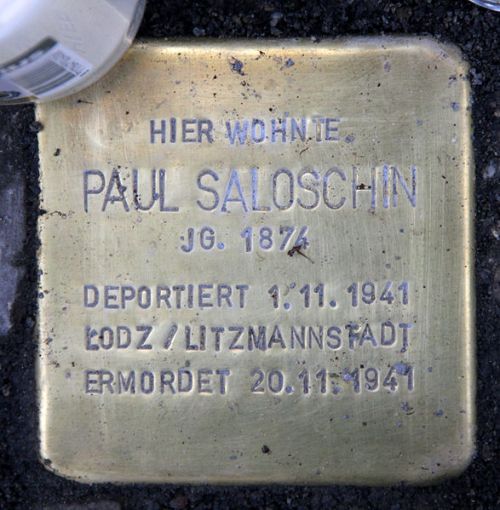 HIER WOHNTE
PAUL SALOSCHIN
JG. 1874
DEPORTIERT 1.11.1941
ŁODZ / LITZMANNSTADT
ERMORDET 20.11.1941